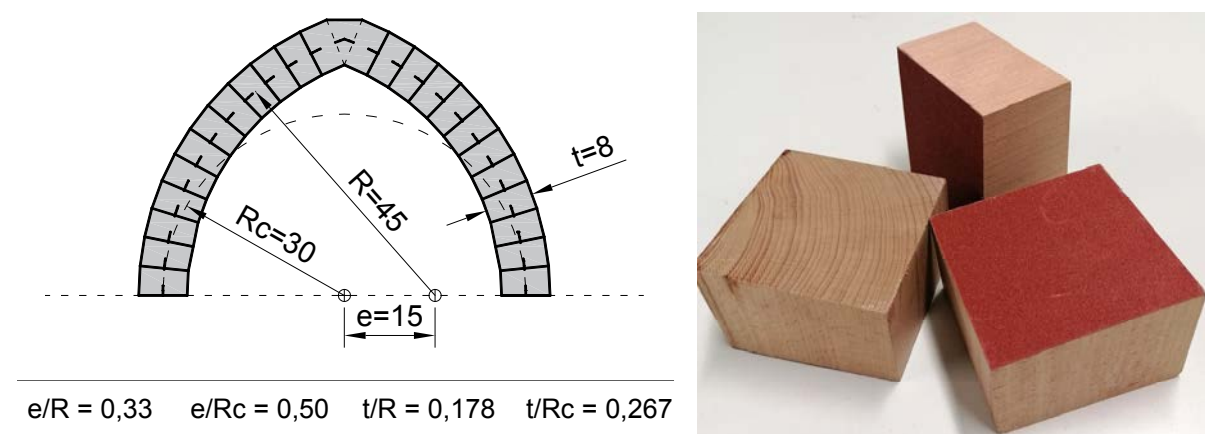 t=8
R=45
Rc=30
e=15
e/R = 0,33 e/Rc = 0,50 t/R = 0,178 t/Rc = 0,267